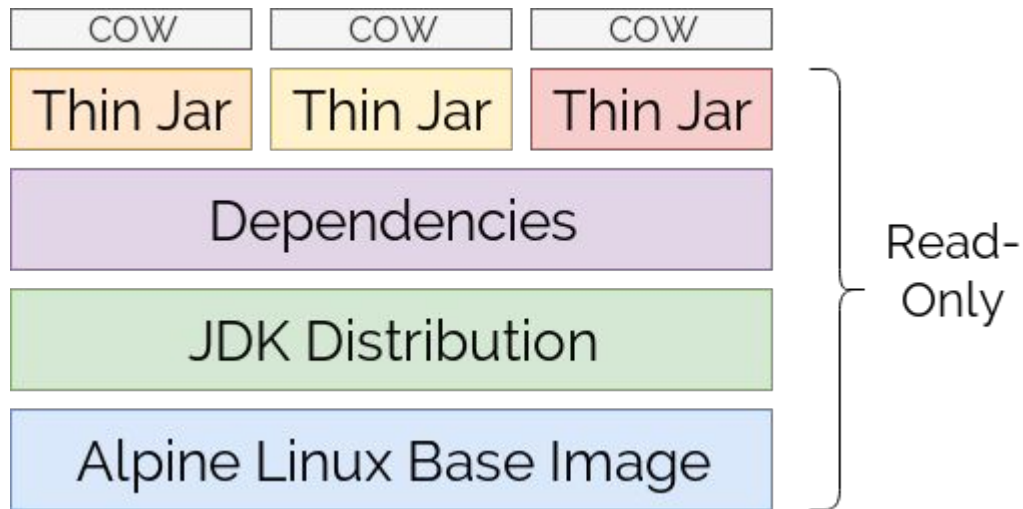 COW COW COW
Thin Jar Thin Jar Thin Jar
Dependencies
JDK Distribution
Alpine Linux Base Image
Read-
Only